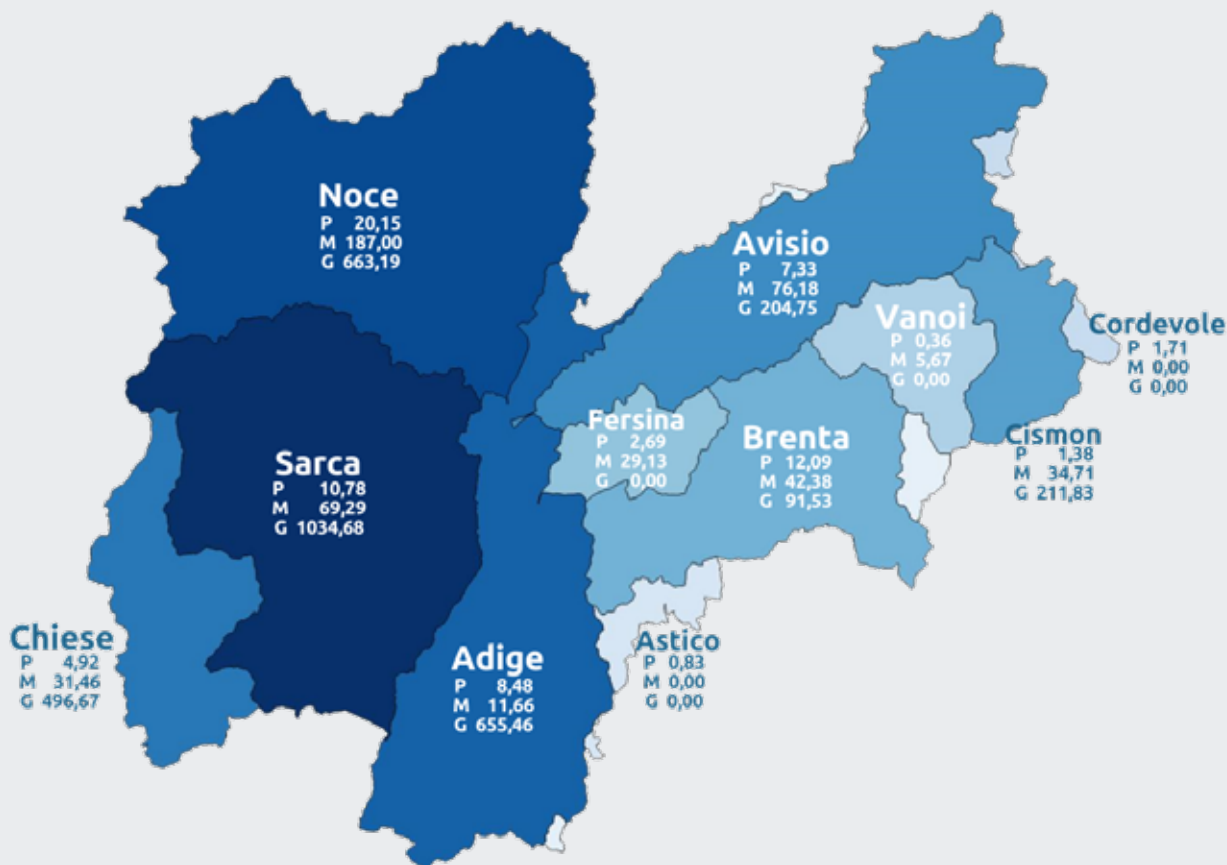 Noce
P 20,15
M 187,00
G 663,19
Avisio
P 7,33
M 76,18
G 204,75
Vanoi
P 0,36
M 5,67
G 0,00
Cordevole
P 1,71
M 0,00
G 0,00
Fersina
P 2,69
M 29,13
G 0,00
Brenta
P 12,09
M 42,38
G 91,53
Cismon
P 1,38
M 34,71
G 211,83
Sarca
P 10,78
M 69,29
G 1034,68
Chiese
P 4,92
M 31,46
G 496,67
Adige
P 8,48
M 11,66
G 655,46
Astico
P 0,83
M 0,00
G 0,00